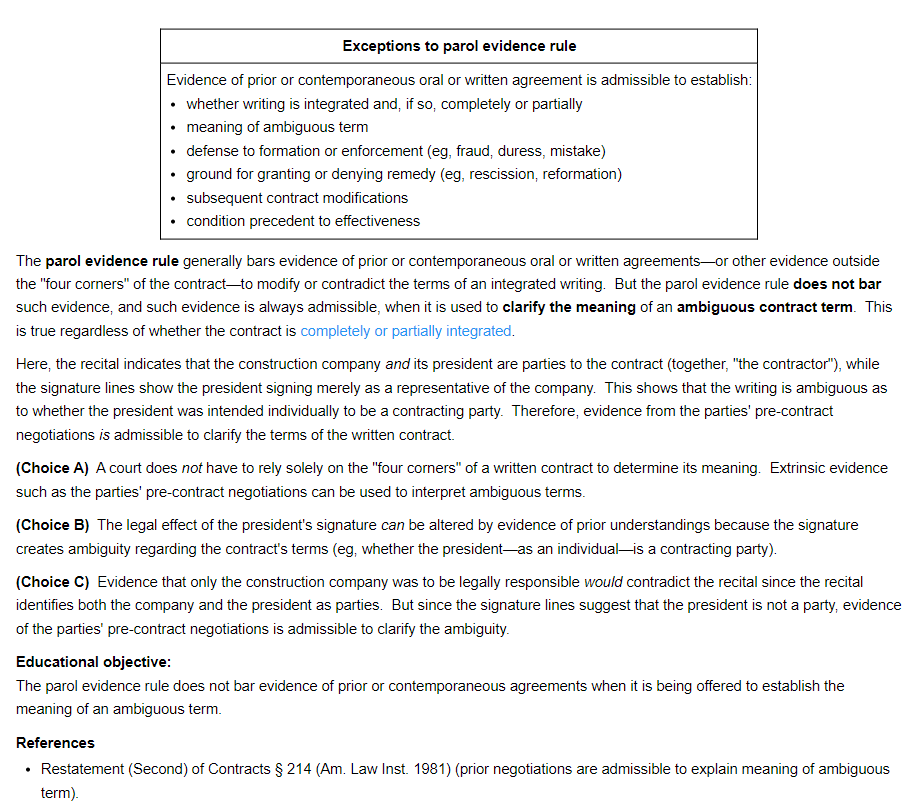 Exceptions to parol evidence rule
Evidence of prior or contemporaneous oral or written agreement is admissible to establish:
• whether writing is integrated and, if so, completely or partially
• meaning of ambiguous term
• defense to formation or enforcement (eg, fraud, duress, mistake)
• ground for granting or denying remedy (eg, rescission, reformation)
• subsequent contract modifications
• condition precedent to effectiveness
The parol evidence rule generally bars evidence of prior or contemporaneous oral or written agreements—or other evidence outside
the "four corners" of the contract—to modify or contradict the terms of an integrated writing. But the parol evidence rule does not bar
such evidence, and such evidence is always admissible, when it is used to clarify the meaning of an ambiguous contract term. This
is true regardless of whether the contract is completely or partially integrated.
Here, the recital indicates that the construction company and its president are parties to the contract (together, "the contractor"), while
the signature lines show the president signing merely as a representative of the company. This shows that the writing is ambiguous as
to whether the president was intended individually to be a contracting party. Therefore, evidence from the parties' pre-contract
negotiations is admissible to clarify the terms of the written contract.
(Choice A) A court does not have to rely solely on the "four corners" of a written contract to determine its meaning. Extrinsic evidence
such as the parties' pre-contract negotiations can be used to interpret ambiguous terms.
(Choice B) The legal effect of the president's signature can be altered by evidence of prior understandings because the signature
creates ambiguity regarding the contract's terms (eg, whether the president—as an individual—is a contracting party).
(Choice C) Evidence that only the construction company was to be legally responsible would contradict the recital since the recital
identifies both the company and the president as parties. But since the signature lines suggest that the president is not a party, evidence
of the parties' pre-contract negotiations is admissible to clarify the ambiguity.
Educational objective:
The parol evidence rule does not bar evidence of prior or contemporaneous agreements when it is being offered to establish the
meaning of an ambiguous term.
References
• Restatement (Second) of Contracts § 214 (Am. Law Inst. 1981) (prior negotiations are admissible to explain meaning of ambiguous
term).